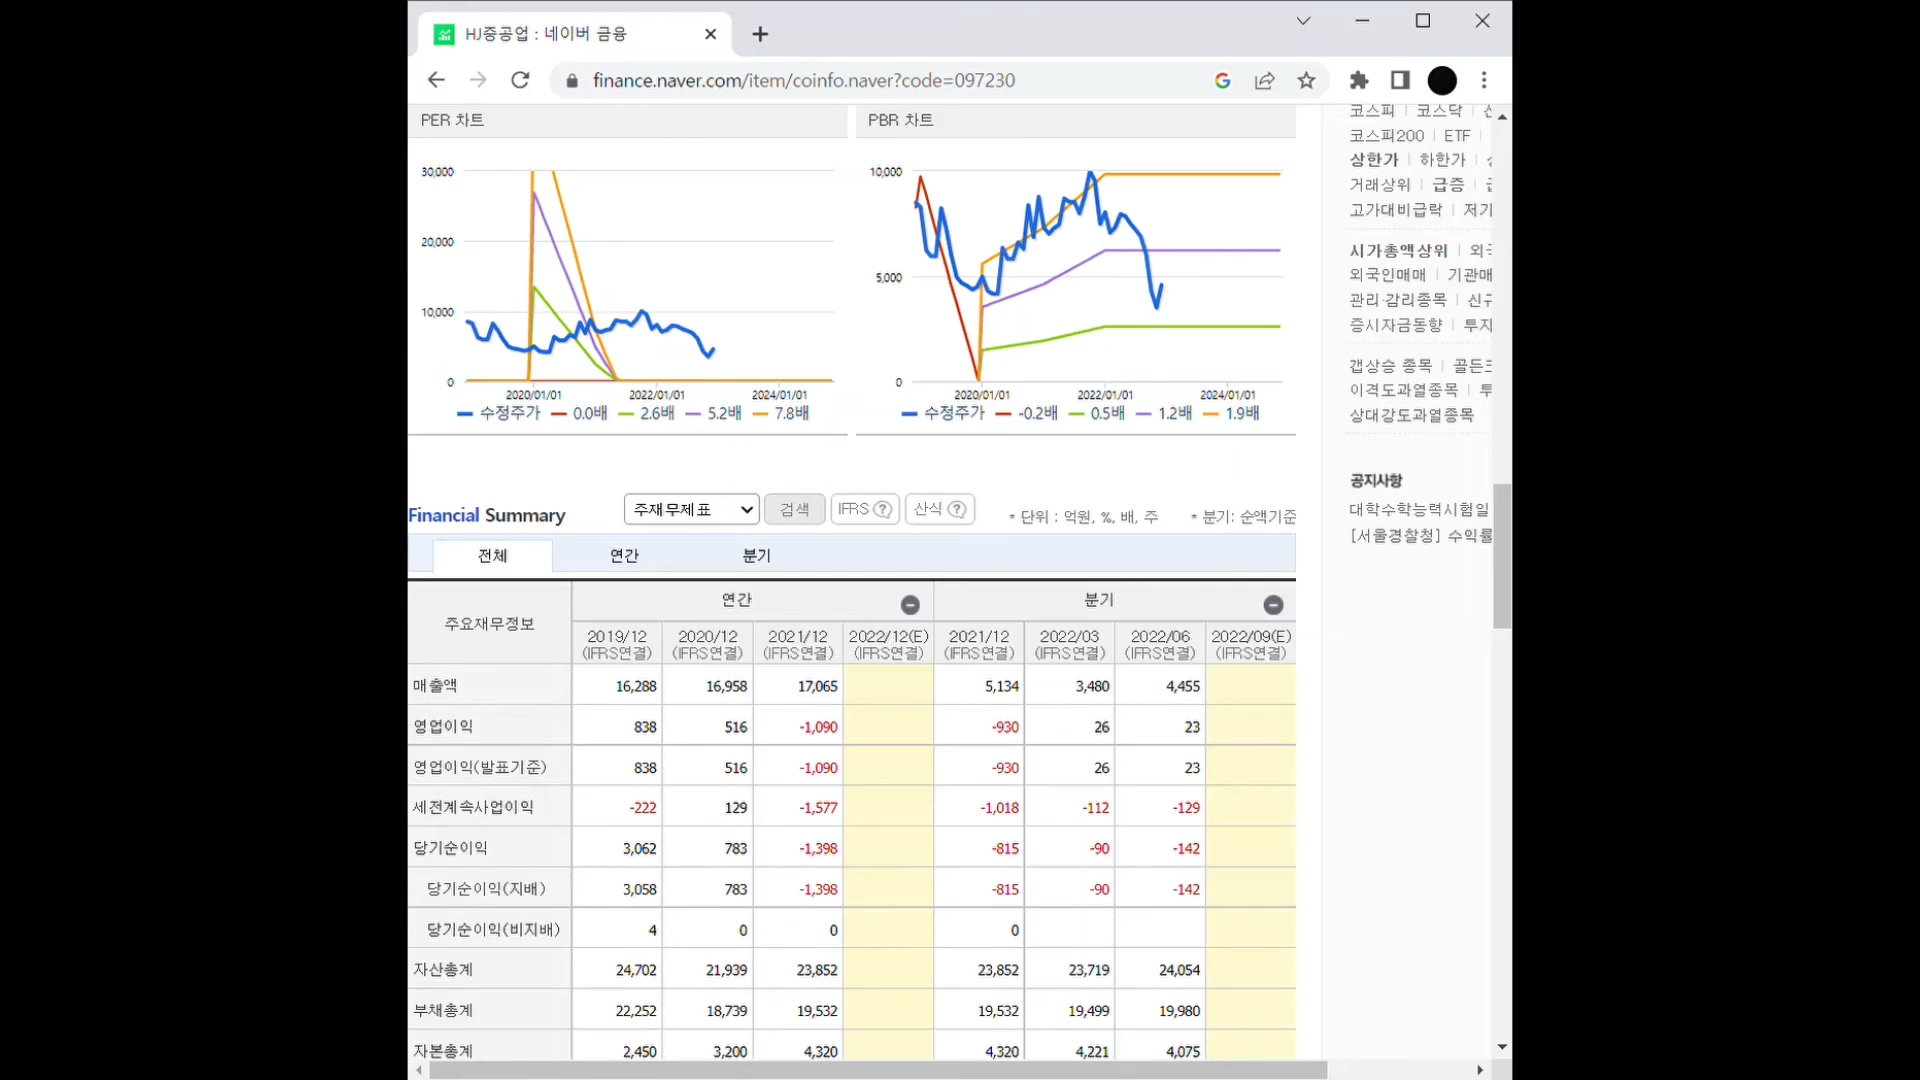 HJ중공업 : 네이버 금융
finance.naver.com/item/coinfo.naver?code=097230
PER 차트
PBR 차트
30,000
20,000
10,000
0
2020/01/01 2022/01/01 2024/01/01
수정주가 0.0배 2.6배 5.2배 7.8배
10,000
5,000
0
2020/01/01 2022/01/01 2024/01/01
수정주가 -0.2배 0.5배 1.2배 1.9배
코스피 코스닥
코스피200 ETF
상한가 하한가
거래상위 급증
고가대비급락 저가
시가총액상위 외국
외국인매매 기관매
관리·감리종목 신규
증시자금동향 투자
갭상승 종목 골든크
이격도과열종목 투
상대강도과열종목
공지사항
대학수학능력시험일
[서울경찰청] 수익률
Financial Summary 주재무제표 검색 IFRS ? 산식 ? * 단위 : 억원, %, 배, 주 * 분기: 순액기준
전체 연간 분기
주요재무정보 연간 분기
2019/12 2020/12 2021/12 2022/12(E) 2021/12 2022/03 2022/06 2022/09(E)
(IFRS연결) (IFRS연결) (IFRS연결) (IFRS연결) (IFRS연결) (IFRS연결) (IFRS연결) (IFRS연결)
매출액 16,288 16,958 17,065 5,134 3,480 4,455
영업이익 838 516 -1,090 -930 26 23
영업이익(발표기준) 838 516 -1,090 -930 26 23
세전계속사업이익 -222 129 -1,577 -1,018 -112 -129
당기순이익 3,062 783 -1,398 -815 -90 -142
당기순이익(지배) 3,058 783 -1,398 -815 -90 -142
당기순이익(비지배) 4 0 0 0
자산총계 24,702 21,939 23,852 23,852 23,719 24,054
부채총계 22,252 18,739 19,532 19,532 19,499 19,980
자본총계 2,450 3,200 4,320 4,320 4,221 4,075